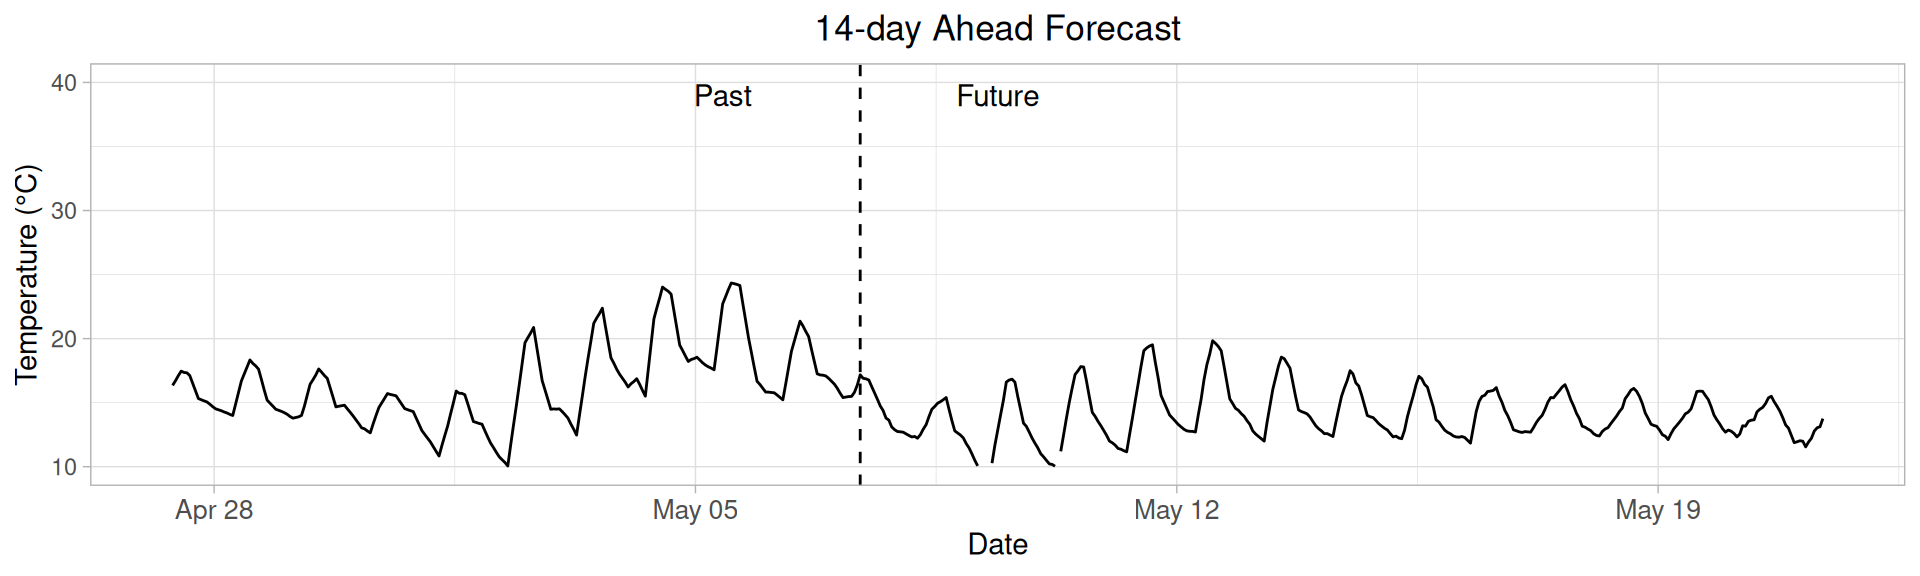 14-day Ahead Forecast
Past
Future
40
30
20
10
Temperature (°C)
Apr 28
May 05
May 12
May 19
Date